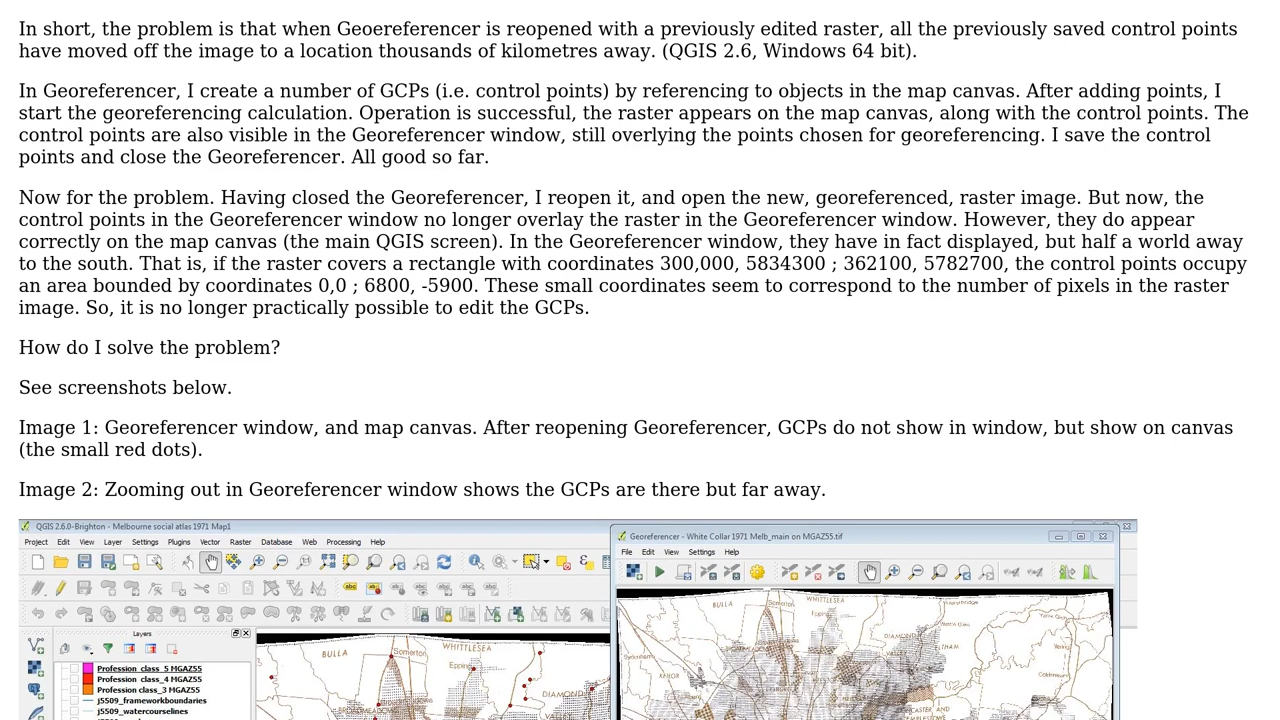 In short, the problem is that when Geoereferencer is reopened with a previously edited raster, all the previously saved control points
have moved off the image to a location thousands of kilometres away. (QGIS 2.6, Windows 64 bit).
In Georeferencer, I create a number of GCPs (i.e. control points) by referencing to objects in the map canvas. After adding points, I
start the georeferencing calculation. Operation is successful, the raster appears on the map canvas, along with the control points. The
control points are also visible in the Georeferencer window, still overlying the points chosen for georeferencing. I save the control
points and close the Georeferencer. All good so far.
Now for the problem. Having closed the Georeferencer, I reopen it, and open the new, georeferenced, raster image. But now, the
control points in the Georeferencer window no longer overlay the raster in the Georeferencer window. However, they do appear
correctly on the map canvas (the main QGIS screen). In the Georeferencer window, they have in fact displayed, but half a world away
to the south. That is, if the raster covers a rectangle with coordinates 300,000, 5834300 ; 362100, 5782700, the control points occupy
an area bounded by coordinates 0,0 ; 6800, -5900. These small coordinates seem to correspond to the number of pixels in the raster
image. So, it is no longer practically possible to edit the GCPs.
How do I solve the problem?
See screenshots below.
Image 1: Georeferencer window, and map canvas. After reopening Georeferencer, GCPs do not show in window, but show on canvas
(the small red dots).
Image 2: Zooming out in Georeferencer window shows the GCPs are there but far away.
QGIS 2.6.0-Brighton - Melbourne social atlas 1971 Map1
Project Edit View Layer Settings Plugins Vector Raster Database Web Processing Help
Georeferencer - White Collar 1971 Melb_main on MGAZ55.tif
File Edit View Settings Help
Layers
Profession_class_5 MGAZ55
Profession_class_4 MGAZ55
Profession_class_3 MGAZ55
j5509_frameworkboundaries
j5509_watercourselines
BULLA
Somerton
WHITTLESEA
Epping
DIAMOND
BULLA
Somerton
WHITTLESEA
Epping
DIAMOND